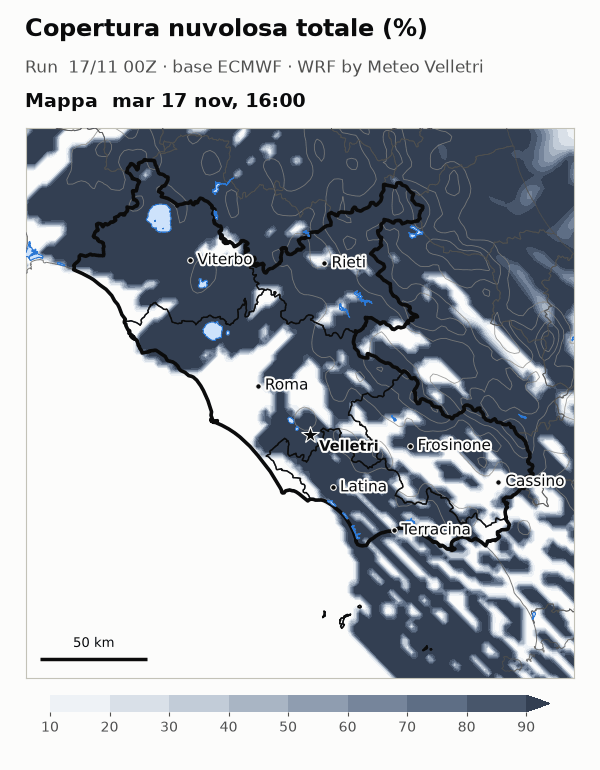 Copertura nuvolosa totale (%)
Run 17/11 00Z · base ECMWF · WRF by Meteo Velletri
Mappa mar 17 nov, 16:00
Viterbo
Rieti
Roma
Velletri
Frosinone
Latina
Cassino
Terracina
50 km
10 20 30 40 50 60 70 80 90